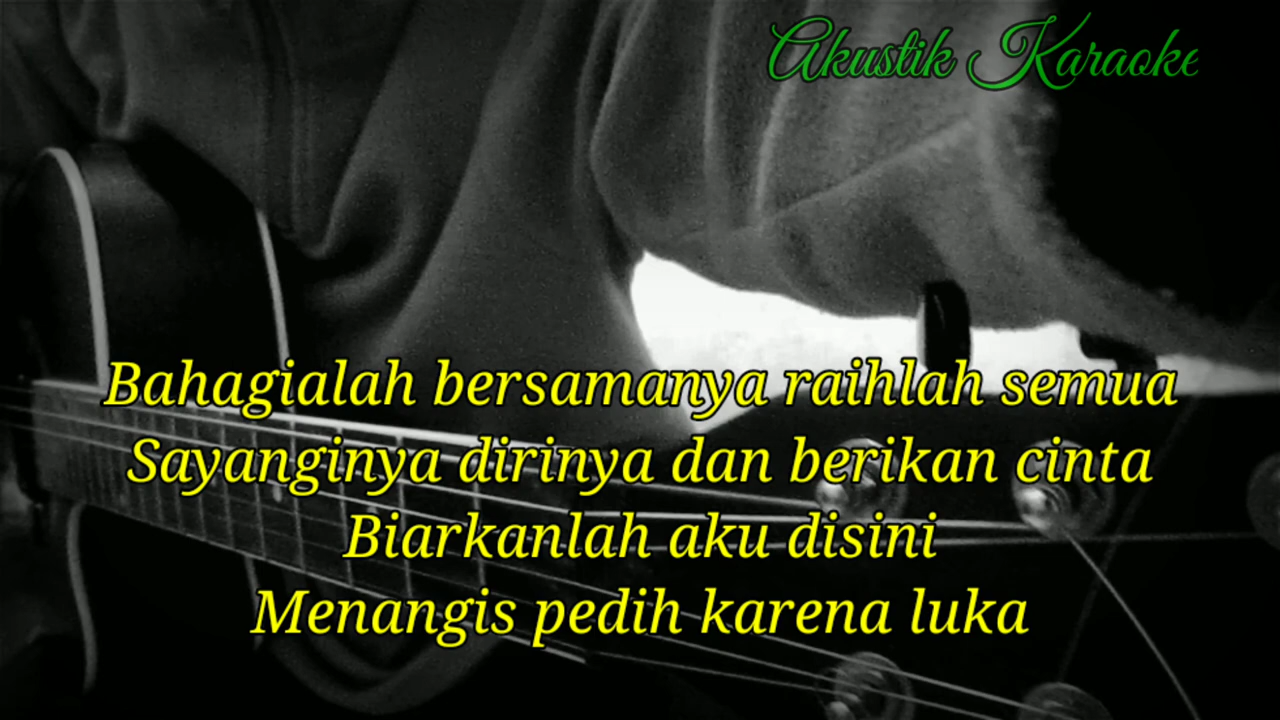 Akustik Karaoke
Bahagialah bersamanya raihlah semua
Sayanginya dirinya dan berikan cinta
Biarkanlah aku disini
Menangis pedih karena luka